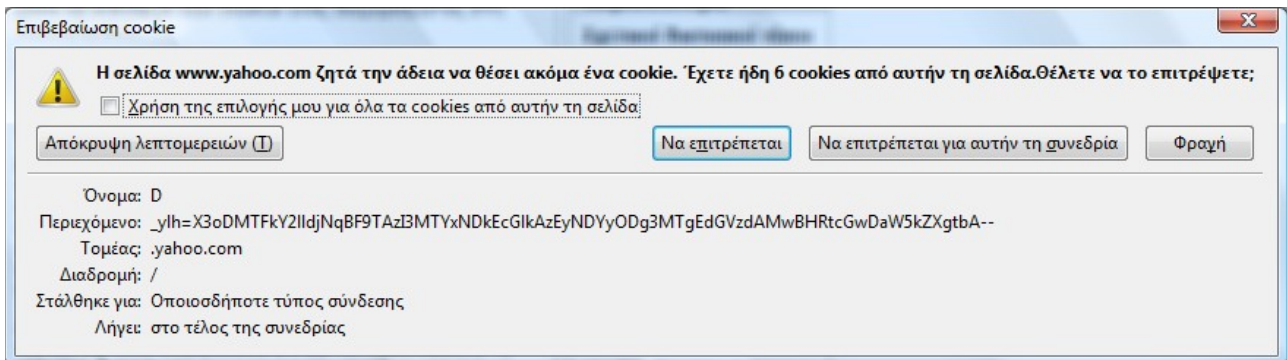 Επιβεβαίωση cookie
Η σελίδα www.yahoo.com ζητά την άδεια να θέσει ακόμα ένα cookie. Έχετε ήδη 6 cookies από αυτήν τη σελίδα.Θέλετε να το επιτρέψετε;
Χρήση της επιλογής μου για όλα τα cookies από αυτήν τη σελίδα
Απόκρυψη λεπτομερειών (Τ) Να επιτρέπεται Να επιτρέπεται για αυτήν τη συνεδρία Φραγή
Όνομα: D
Περιεχόμενο: _ylh=X3oDMTFkY2lldjNqBF9TAzI3MTYxNDkEcGlkAzEyNDYyODg3MTgEdGVzdAMwBHRtcGwDaW5kZXgtbA--
Τομέας: .yahoo.com
Διαδρομή: /
Στάλθηκε για: Οποιοσδήποτε τύπος σύνδεσης
Λήγει: στο τέλος της συνεδρίας